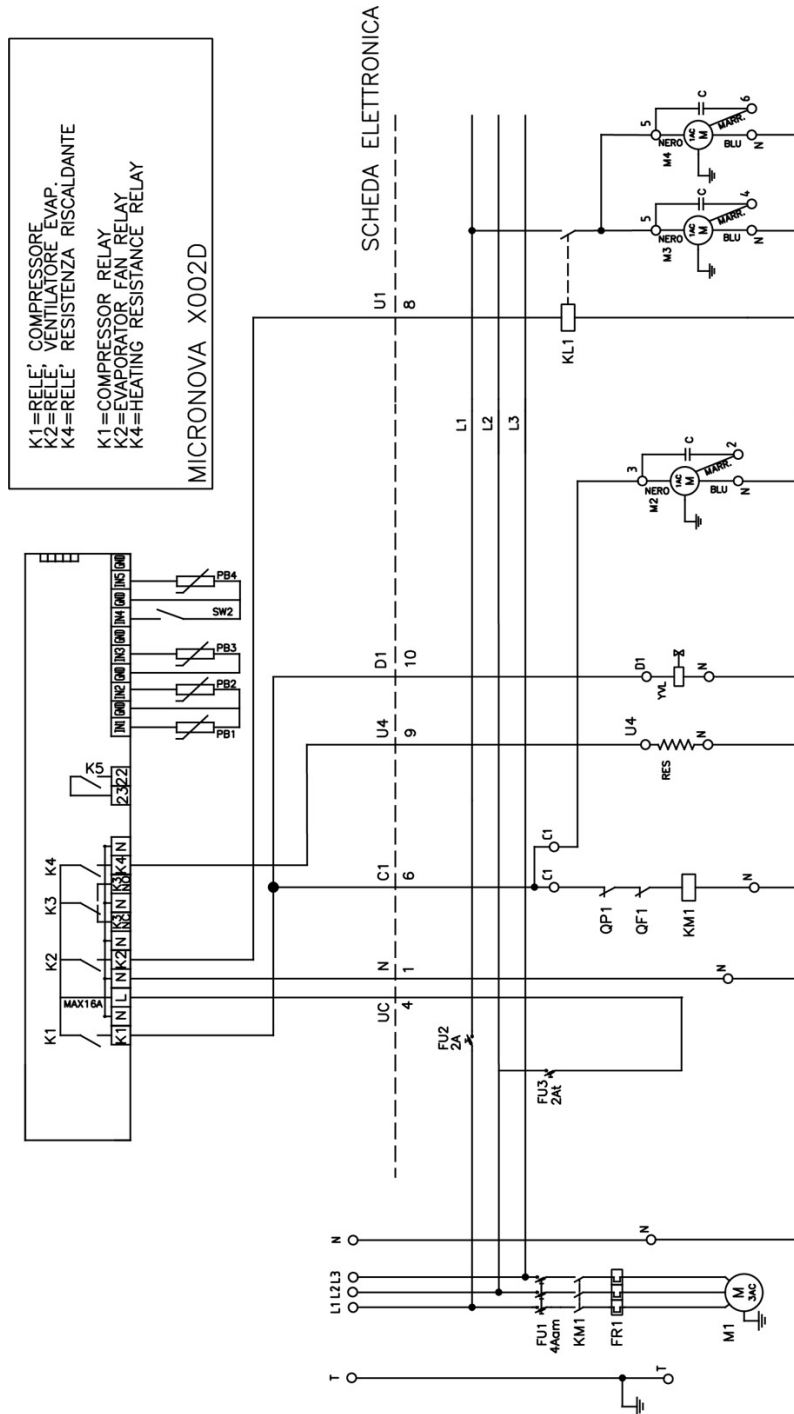 K1=RELE' COMPRESSORE
K2=RELE' VENTILATORE EVAP.
K4=RELE' RESISTENZA RISCALDANTE
K1=COMPRESSOR RELAY
K2=EVAPORATOR FAN RELAY
K4=HEATING RESISTANCE RELAY
MICRONOVA X002D
SCHEDA ELETTRONICA
K1 K2 K3 K4 K5
MAX16A
K1 N L N K2 N
NC N NO K4 N
23 22
IN1 GND IN2 GND IN3 GND IN4 GND IN5 GND
PB1 PB2 PB3 SW2 PB4
UC N C1 U4 D1 U1
4 1 6 9 10 8
L1
L2
L3
FU2
2A
FU3
2At
T L1 L2 L3 N
FU1
4Aam
KM1
FR1
M
3AC
M1
T
N
N
C1 C1
QP1
QF1
KM1
N
U4
RES
N
D1
YVL
N
3
C
NERO
M2
1AC
M
MARR.
2
BLU
N
KL1
5
C
NERO
M3
1AC
M
MARR.
4
BLU
N
5
C
NERO
M4
1AC
M
MARR.
6
BLU
N